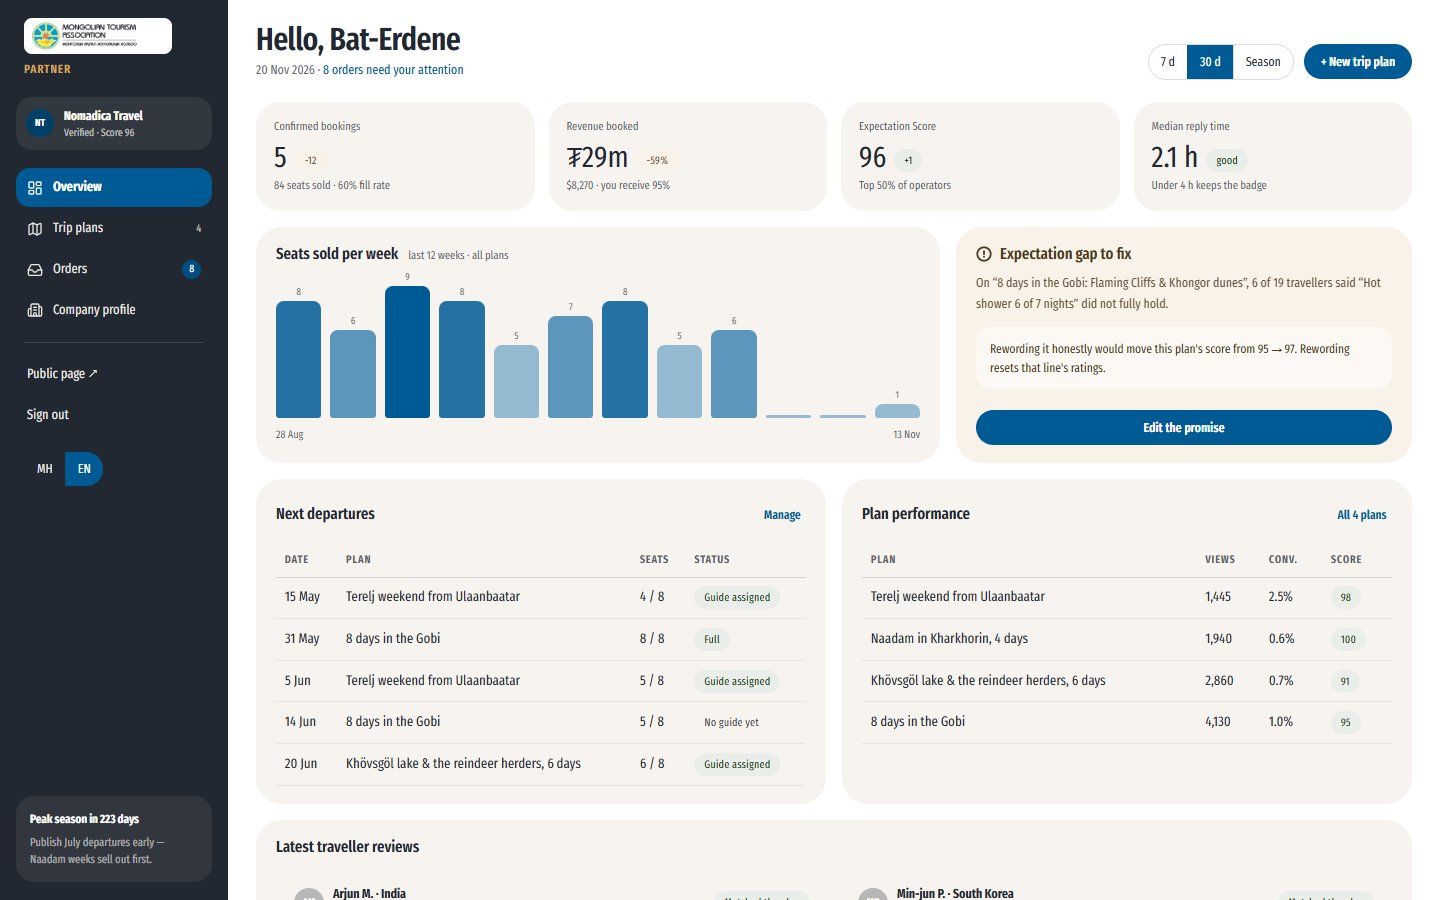 MONGOLIAN TOURISM
ASSOCIATION
PARTNER
NT
Nomadica Travel
Verified · Score 96
Overview
Trip plans
4
Orders
8
Company profile
Public page ↗
Sign out
МН
EN
Peak season in 223 days
Publish July departures early —
Naadam weeks sell out first.
Hello, Bat-Erdene
20 Nov 2026 · 8 orders need your attention
7 d
30 d
Season
+ New trip plan
Confirmed bookings
5
-12
84 seats sold · 60% fill rate
Revenue booked
₮29m
-59%
$8,270 · you receive 95%
Expectation Score
96
+1
Top 50% of operators
Median reply time
2.1 h
good
Under 4 h keeps the badge
Seats sold per week
last 12 weeks · all plans
8
6
9
8
5
7
8
5
6
1
28 Aug
13 Nov
Expectation gap to fix
On “8 days in the Gobi: Flaming Cliffs & Khongor dunes”, 6 of 19 travellers said “Hot
shower 6 of 7 nights” did not fully hold.
Rewording it honestly would move this plan's score from 95 → 97. Rewording
resets that line's ratings.
Edit the promise
Next departures
Manage
DATE PLAN SEATS STATUS
15 May Terelj weekend from Ulaanbaatar 4 / 8 Guide assigned
31 May 8 days in the Gobi 8 / 8 Full
5 Jun Terelj weekend from Ulaanbaatar 5 / 8 Guide assigned
14 Jun 8 days in the Gobi 5 / 8 No guide yet
20 Jun Khövsgöl lake & the reindeer herders, 6 days 6 / 8 Guide assigned
Plan performance
All 4 plans
PLAN VIEWS CONV. SCORE
Terelj weekend from Ulaanbaatar 1,445 2.5% 98
Naadam in Kharkhorin, 4 days 1,940 0.6% 100
Khövsgöl lake & the reindeer herders, 6 days 2,860 0.7% 91
8 days in the Gobi 4,130 1.0% 95
Latest traveller reviews
Arjun M. · India
Min-jun P. · South Korea